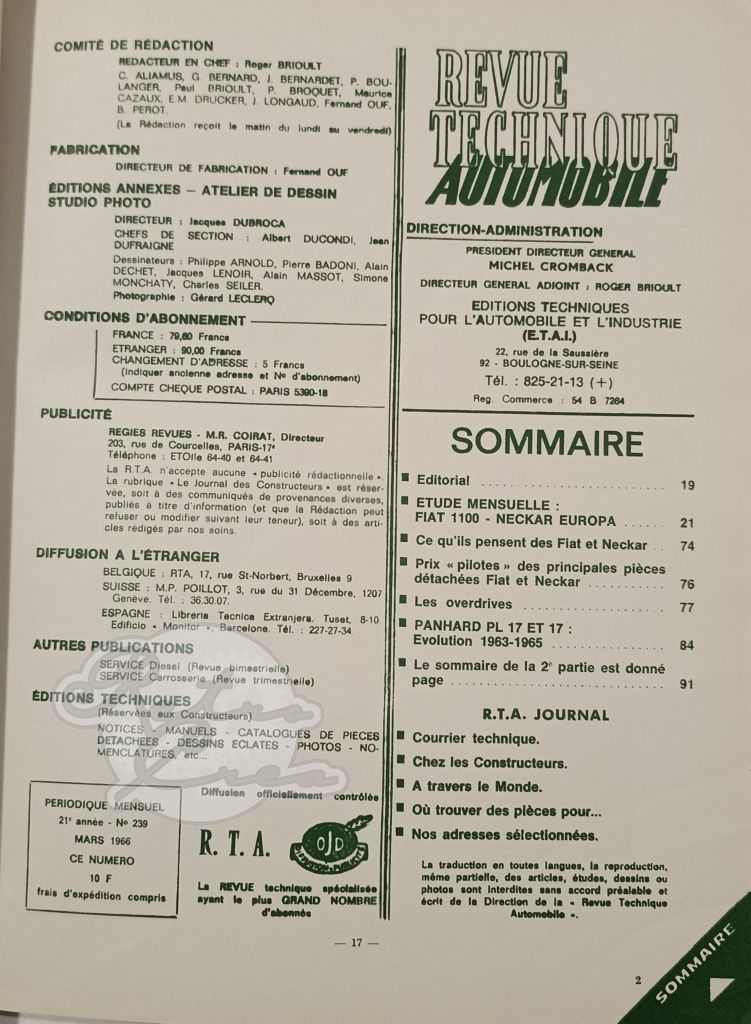 COMITÉ DE RÉDACTION
REDACTEUR EN CHEF : Roger BRIOULT
C. ALIAMUS, G. BERNARD, J. BERNARDET, P. BOU-
LANGER, Paul BRIOULT, P. BROQUET, Maurice
CAZAUX, E.M. DRUCKER, J. LONGAUD, Fernand OUF,
B. PEROT.
(La Rédaction reçoit le matin du lundi au vendredi)
FABRICATION
DIRECTEUR DE FABRICATION : Fernand OUF
ÉDITIONS ANNEXES — ATELIER DE DESSIN
STUDIO PHOTO
DIRECTEUR : Jacques DUBROCA
CHEFS DE SECTION : Albert DUCONDI, Jean
DUFRAIGNE
Dessinateurs : Philippe ARNOLD, Pierre BADONI, Alain
DECHET, Jacques LENOIR, Alain MASSOT, Simone
MONCHATY, Charles SEILER.
Photographie : Gérard LECLERQ
CONDITIONS D'ABONNEMENT
FRANCE : 79,60 Francs
ETRANGER : 90,00 Francs
CHANGEMENT D'ADRESSE : 5 Francs
(Indiquer ancienne adresse et N° d'abonnement)
COMPTE CHEQUE POSTAL : PARIS 5390-18
PUBLICITÉ
REGIES REVUES - M.R. COIRAT, Directeur
203, rue de Courcelles, PARIS-17e
Téléphone : ETOile 64-40 et 64-41
La R.T.A. n'accepte aucune « publicité rédactionnelle ».
La rubrique « Le Journal des Constructeurs » est réser-
vée, soit à des communiqués de provenances diverses,
publiés à titre d'information (et que la Rédaction peut
refuser ou modifier suivant leur teneur), soit à des arti-
cles rédigés par nos soins.
DIFFUSION A L'ÉTRANGER
BELGIQUE : RTA, 17, rue St-Norbert, Bruxelles 9
SUISSE : M.P. POILLOT, 3, rue du 31 Décembre, 1207
Genève. Tél. : 36.30.07.
ESPAGNE : Libreria Tecnica Extranjera. Tuset, 8-10
Edificio « Monitor », Barcelone. Tél. : 227-27-34
AUTRES PUBLICATIONS
SERVICE Diesel (Revue bimestrielle)
SERVICE Carrosserie (Revue trimestrielle)
ÉDITIONS TECHNIQUES
(Réservées aux Constructeurs)
NOTICES - MANUELS - CATALOGUES DE PIECES
DETACHEES - DESSINS ECLATES - PHOTOS - NO-
MENCLATURES, etc...
PERIODIQUE MENSUEL
21e année - No 239
MARS 1966
CE NUMERO
10 F
frais d'expédition compris
Diffusion officiellement contrôlée
R. T. A.
OJD
La REVUE technique spécialisée
ayant le plus GRAND NOMBRE
d'abonnés
REVUE
TECHNIQUE
AUTOMOBILE
DIRECTION-ADMINISTRATION
PRESIDENT DIRECTEUR GENERAL
MICHEL CROMBACK
DIRECTEUR GENERAL ADJOINT : ROGER BRIOULT
EDITIONS TECHNIQUES
POUR L'AUTOMOBILE ET L'INDUSTRIE
(E.T.A.I.)
22, rue de la Saussière
92 - BOULOGNE-SUR-SEINE
Tél. : 825-21-13 (+)
Reg. Commerce : 54 B 7264
SOMMAIRE
■ Editorial .......................... 19
■ ETUDE MENSUELLE :
FIAT 1100 - NECKAR EUROPA ...... 21
■ Ce qu'ils pensent des Fiat et Neckar .. 74
■ Prix « pilotes » des principales pièces
détachées Fiat et Neckar ........... 76
■ Les overdrives .................... 77
■ PANHARD PL 17 ET 17 :
Evolution 1963-1965 ................ 84
■ Le sommaire de la 2e partie est donné
page .............................. 91
R.T.A. JOURNAL
■ Courrier technique.
■ Chez les Constructeurs.
■ A travers le Monde.
■ Où trouver des pièces pour...
■ Nos adresses sélectionnées.
La traduction en toutes langues, la reproduction,
même partielle, des articles, études, dessins ou
photos sont interdites sans accord préalable et
écrit de la Direction de la « Revue Technique
Automobile ».
— 17 —
2
SOMMAIRE